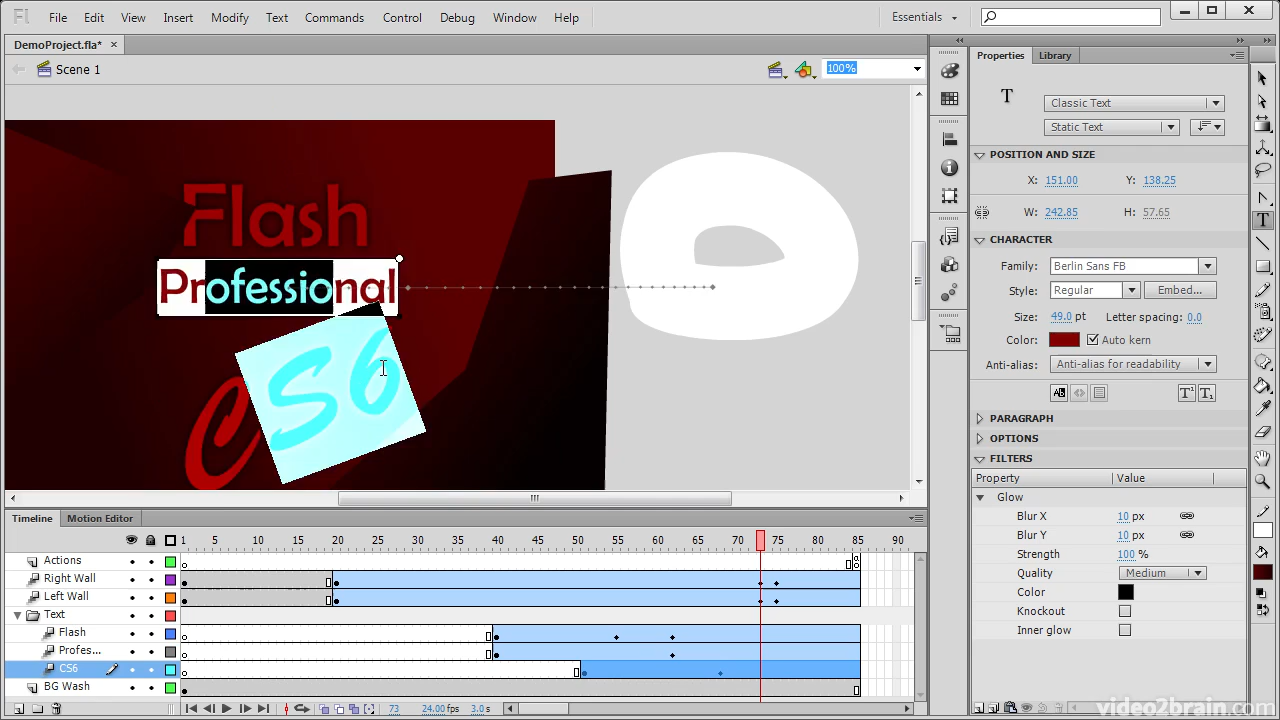 Fl File Edit View Insert Modify Text Commands Control Debug Window Help Essentials
DemoProject.fla* ×
Scene 1 100%
Flash
Professional
CS6
Properties Library
T Classic Text
Static Text
POSITION AND SIZE
X: 151.00 Y: 138.25
W: 242.85 H: 57.65
CHARACTER
Family: Berlin Sans FB
Style: Regular Embed...
Size: 49.0 pt Letter spacing: 0.0
Color: Auto kern
Anti-alias: Anti-alias for readability
PARAGRAPH
OPTIONS
FILTERS
Property Value
Glow
Blur X 10 px
Blur Y 10 px
Strength 100 %
Quality Medium
Color
Knockout
Inner glow
Timeline Motion Editor
1 5 10 15 20 25 30 35 40 45 50 55 60 65 70 75 80 85 90
Actions
Right Wall
Left Wall
Text
Flash
Profes...
CS6
BG Wash
73 24.00 fps 3.0 s
video2brain.com